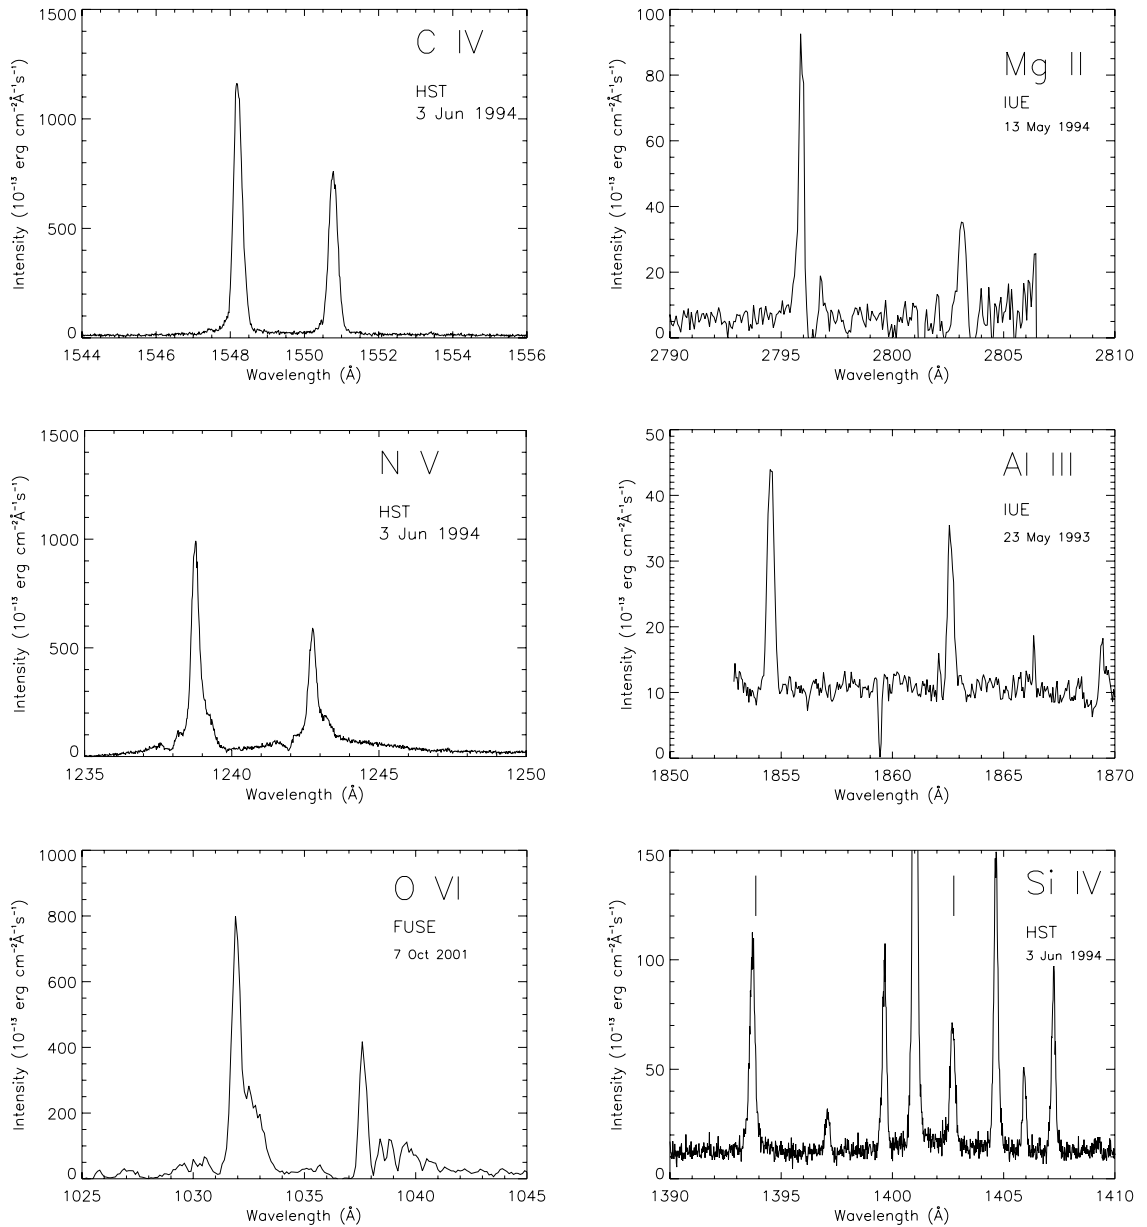 C IV
HST
3 Jun 1994
1500
1000
500
0
1544 1546 1548 1550 1552 1554 1556
Wavelength (Å)
Intensity (10⁻¹³ erg cm⁻²Å⁻¹s⁻¹)
Mg II
IUE
13 May 1994
100
80
60
40
20
0
2790 2795 2800 2805 2810
Wavelength (Å)
Intensity (10⁻¹³ erg cm⁻²Å⁻¹s⁻¹)
N V
HST
3 Jun 1994
1500
1000
500
0
1235 1240 1245 1250
Wavelength (Å)
Intensity (10⁻¹³ erg cm⁻²Å⁻¹s⁻¹)
Al III
IUE
23 May 1993
50
40
30
20
10
0
1850 1855 1860 1865 1870
Wavelength (Å)
Intensity (10⁻¹³ erg cm⁻²Å⁻¹s⁻¹)
O VI
FUSE
7 Oct 2001
1000
800
600
400
200
0
1025 1030 1035 1040 1045
Wavelength (Å)
Intensity (10⁻¹³ erg cm⁻²Å⁻¹s⁻¹)
Si IV
HST
3 Jun 1994
150
100
50
0
1390 1395 1400 1405 1410
Wavelength (Å)
Intensity (10⁻¹³ erg cm⁻²Å⁻¹s⁻¹)